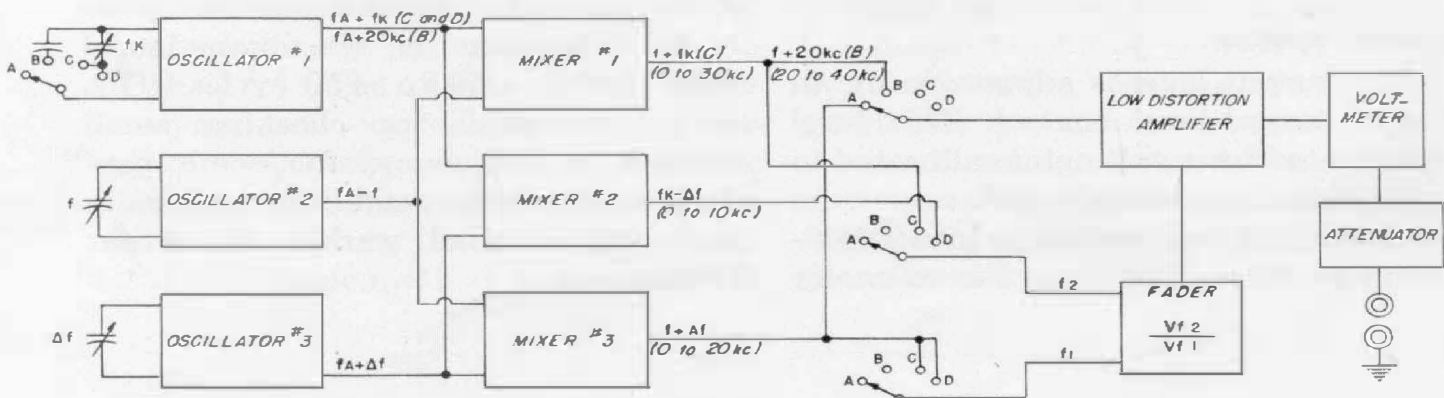 fA + fK (C and D)
fA+20kc(B)
B
C
D
A
fK
OSCILLATOR #1
MIXER #1
f+fK(C)
(0 to 30kc)
f+20kc(B)
(20 to 40kc)
B
C
D
A
LOW DISTORTION
AMPLIFIER
VOLT-
METER
f
OSCILLATOR #2
fA-f
MIXER #2
fK-Δf
(0 to 10kc)
B
C
D
A
f2
ATTENUATOR
Δf
OSCILLATOR #3
fA+Δf
MIXER #3
f+Af
(0 to 20kc)
B
C
D
A
f1
FADER
Vf2
Vf1